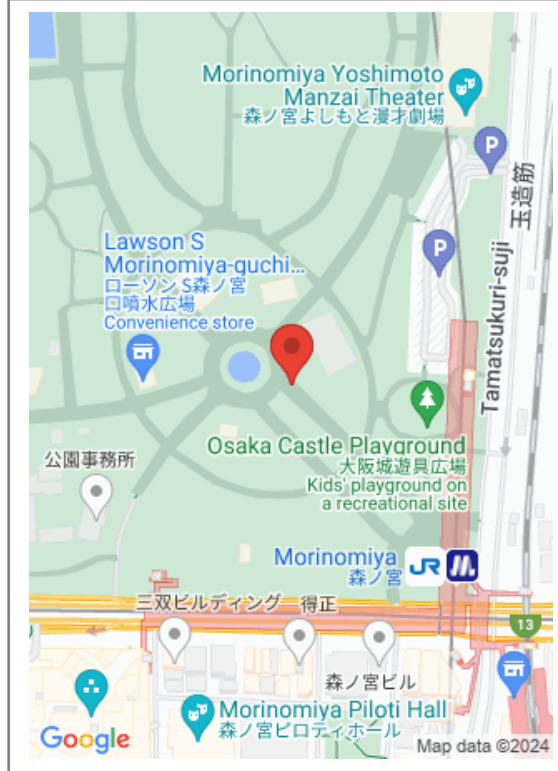 Morinomiya Yoshimoto
Manzai Theater
森ノ宮よしもと漫才劇場
P
玉造筋
Tamatsukuri-suji
P
Lawson S
Morinomiya-guchi...
ローソン S森ノ宮
口噴水広場
Convenience store
Osaka Castle Playground
大阪城遊具広場
Kids' playground on
a recreational site
公園事務所
Morinomiya
森ノ宮
JR
三双ビルディング
得正
13
森ノ宮ビル
Morinomiya Piloti Hall
森ノ宮ピロティホール
Google
Map data ©2024